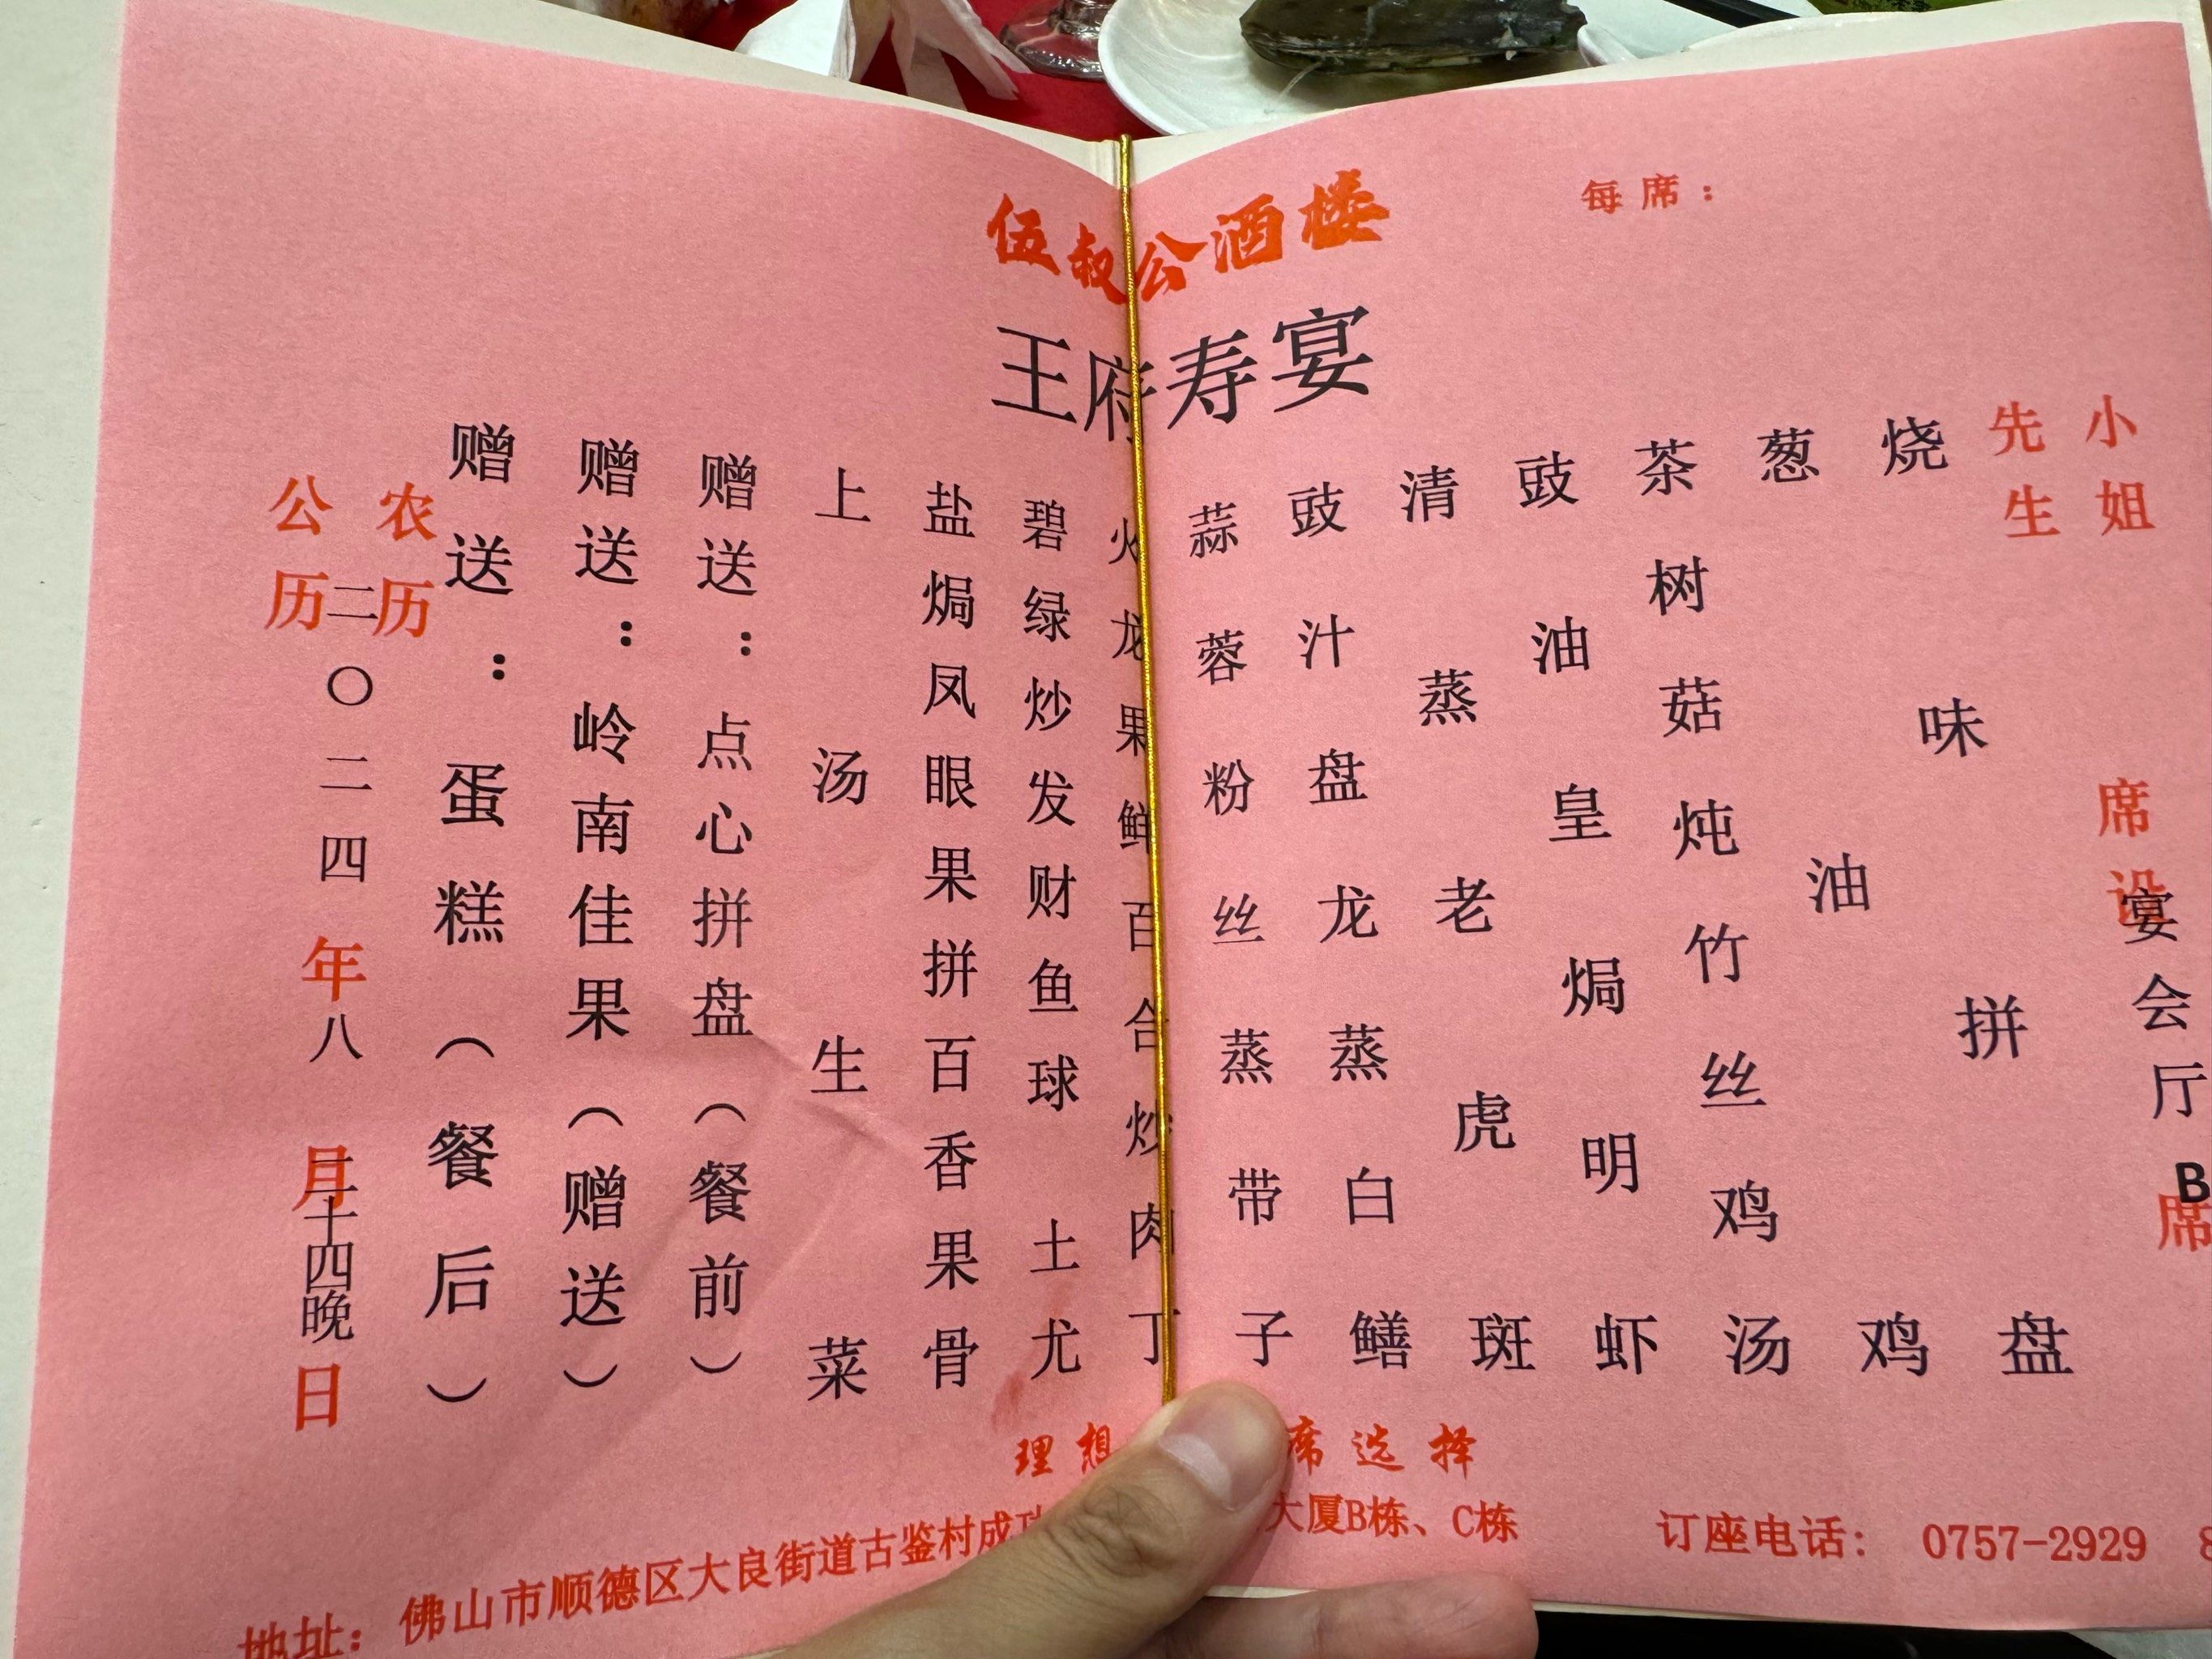 伍叔公酒楼
每席：
王府寿宴
小姐
先生
席设
宴会厅B
席
烧味拼盘
葱油鸡
茶树菇炖竹丝鸡汤
豉油皇焗明虾
清蒸老虎斑
豉汁盘龙蒸白鳝
蒜蓉粉丝蒸带子
火龙果鲜百合炒肉丁
碧绿炒发财鱼球 土尤
盐焗凤眼果拼百香果骨
上汤生菜
赠送：点心拼盘（餐前）
赠送：岭南佳果（赠送）
赠送：蛋糕（餐后）
农历
公历
二〇二四年八月二十四晚日
理想 席选择
地址：佛山市顺德区大良街道古鉴村成 大厦B栋、C栋
订座电话：0757-2929 8